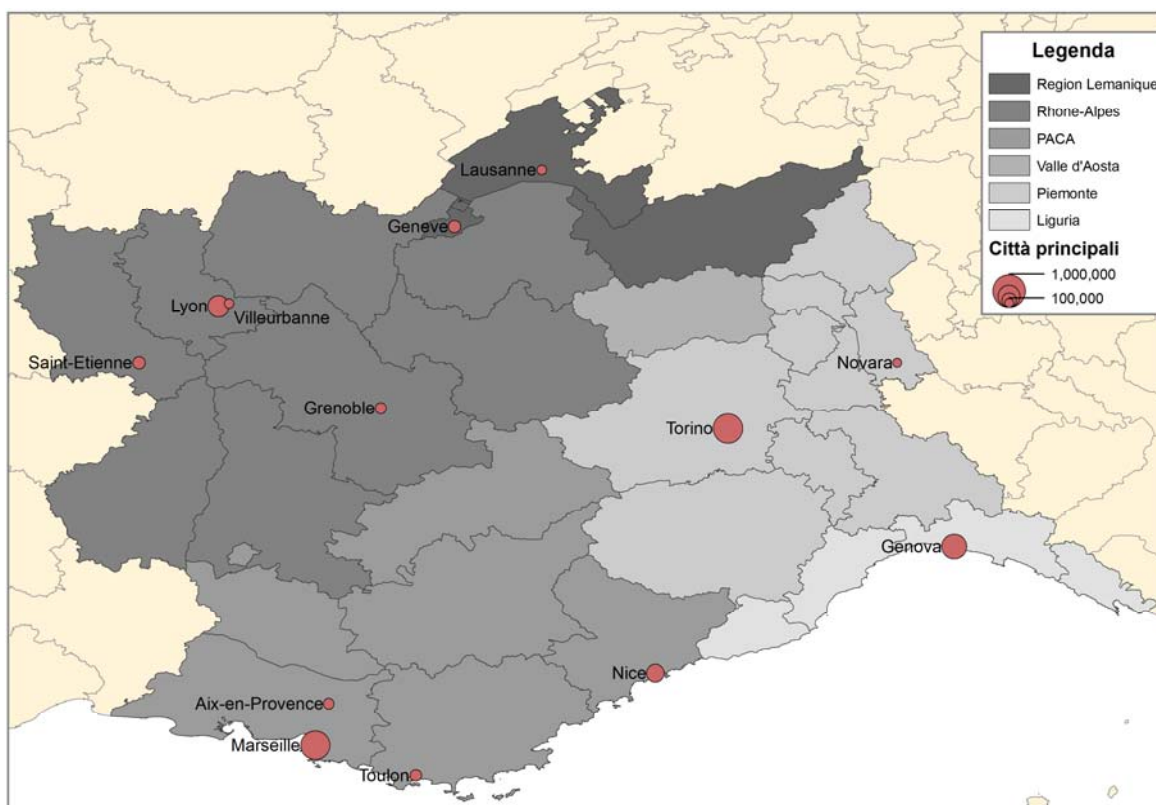 Legenda
Region Lemanique
Rhone-Alpes
PACA
Valle d'Aosta
Piemonte
Liguria
Città principali
1,000,000
100,000
Lausanne
Geneve
Lyon
Villeurbanne
Saint-Etienne
Novara
Grenoble
Torino
Genova
Nice
Aix-en-Provence
Marseille
Toulon